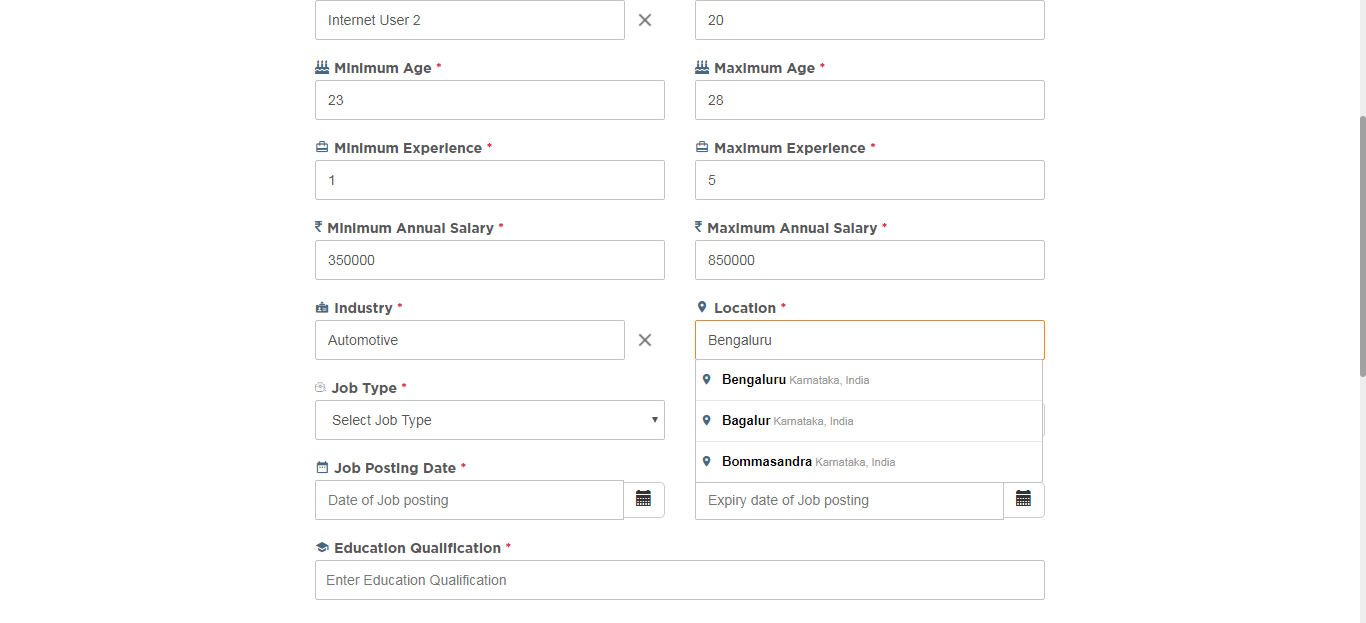 Internet User 2
20
Minimum Age *
Maximum Age *
23
28
Minimum Experience *
Maximum Experience *
1
5
₹ Minimum Annual Salary *
₹ Maximum Annual Salary *
350000
850000
Industry *
Location *
Automotive
Bengaluru
Bengaluru Karnataka, India
Job Type *
Select Job Type
Bagalur Karnataka, India
Bommasandra Karnataka, India
Job Posting Date *
Date of Job posting
Expiry date of Job posting
Education Qualification *
Enter Education Qualification